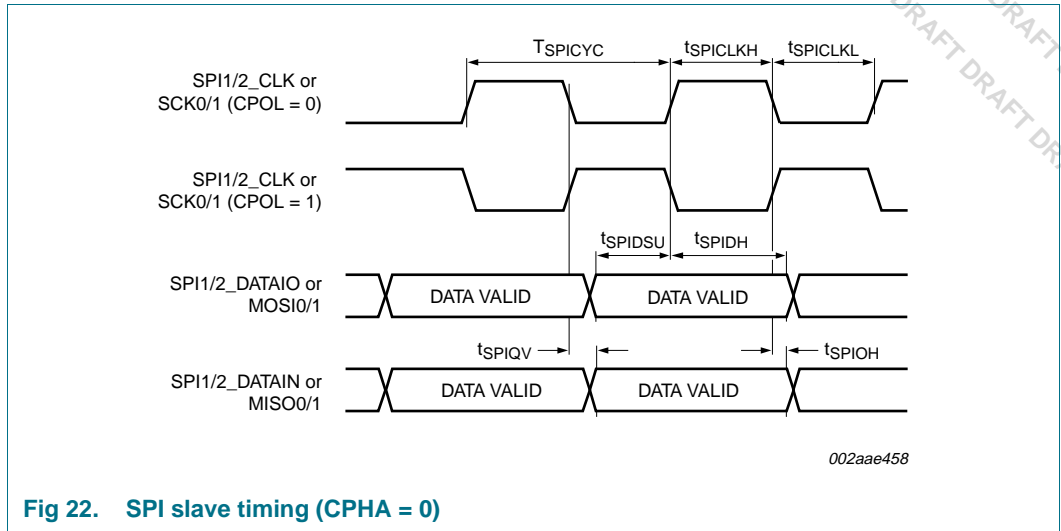 DRAFT DRAFT DRAFT DR
DRAFT
TSPICYC
tSPICLKH
tSPICLKL
SPI1/2_CLK or
SCK0/1 (CPOL = 0)
SPI1/2_CLK or
SCK0/1 (CPOL = 1)
tSPIDSU
tSPIDH
SPI1/2_DATAIO or
MOSI0/1
DATA VALID
DATA VALID
tSPIQV
tSPIOH
SPI1/2_DATAIN or
MISO0/1
DATA VALID
DATA VALID
002aae458
Fig 22. SPI slave timing (CPHA = 0)